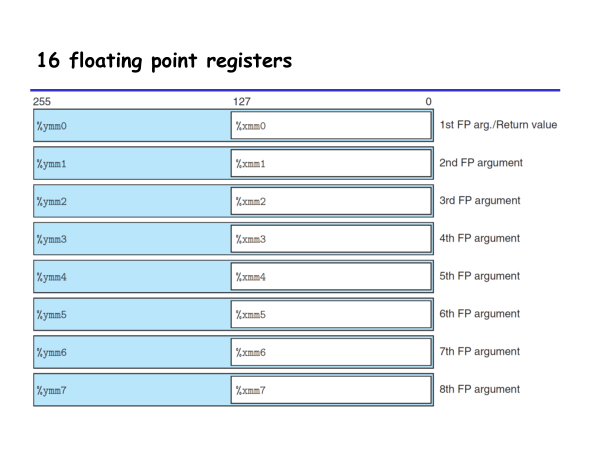 16 floating point registers
255 127 0
%ymm0 %xmm0 1st FP arg./Return value
%ymm1 %xmm1 2nd FP argument
%ymm2 %xmm2 3rd FP argument
%ymm3 %xmm3 4th FP argument
%ymm4 %xmm4 5th FP argument
%ymm5 %xmm5 6th FP argument
%ymm6 %xmm6 7th FP argument
%ymm7 %xmm7 8th FP argument